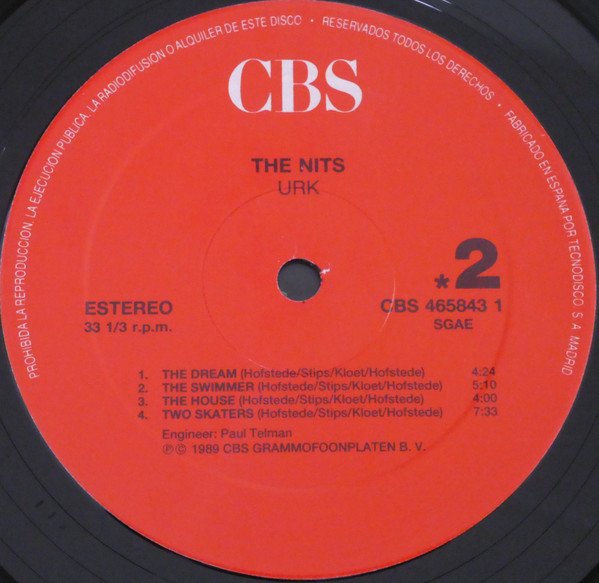 PROHIBIDA LA REPRODUCCION. LA EJECUCION PUBLICA. LA RADIODIFUSION O ALQUILER DE ESTE DISCO • RESERVADOS TODOS LOS DERECHOS • FABRICADO EN ESPAÑA POR TECNODISCO S A MADRID
CBS
THE NITS
URK
*2
ESTEREO
33 1/3 r.p.m.
CBS 465843 1
SGAE
1. THE DREAM (Hofstede/Stips/Kloet/Hofstede) 4:24
2. THE SWIMMER (Hofstede/Stips/Kloet/Hofstede) 5:10
3. THE HOUSE (Hofstede/Stips/Kloet/Hofstede) 4:00
4. TWO SKATERS (Hofstede/Stips/Kloet/Hofstede) 7:33
Engineer: Paul Telman
℗© 1989 CBS GRAMMOFOONPLATEN B. V.